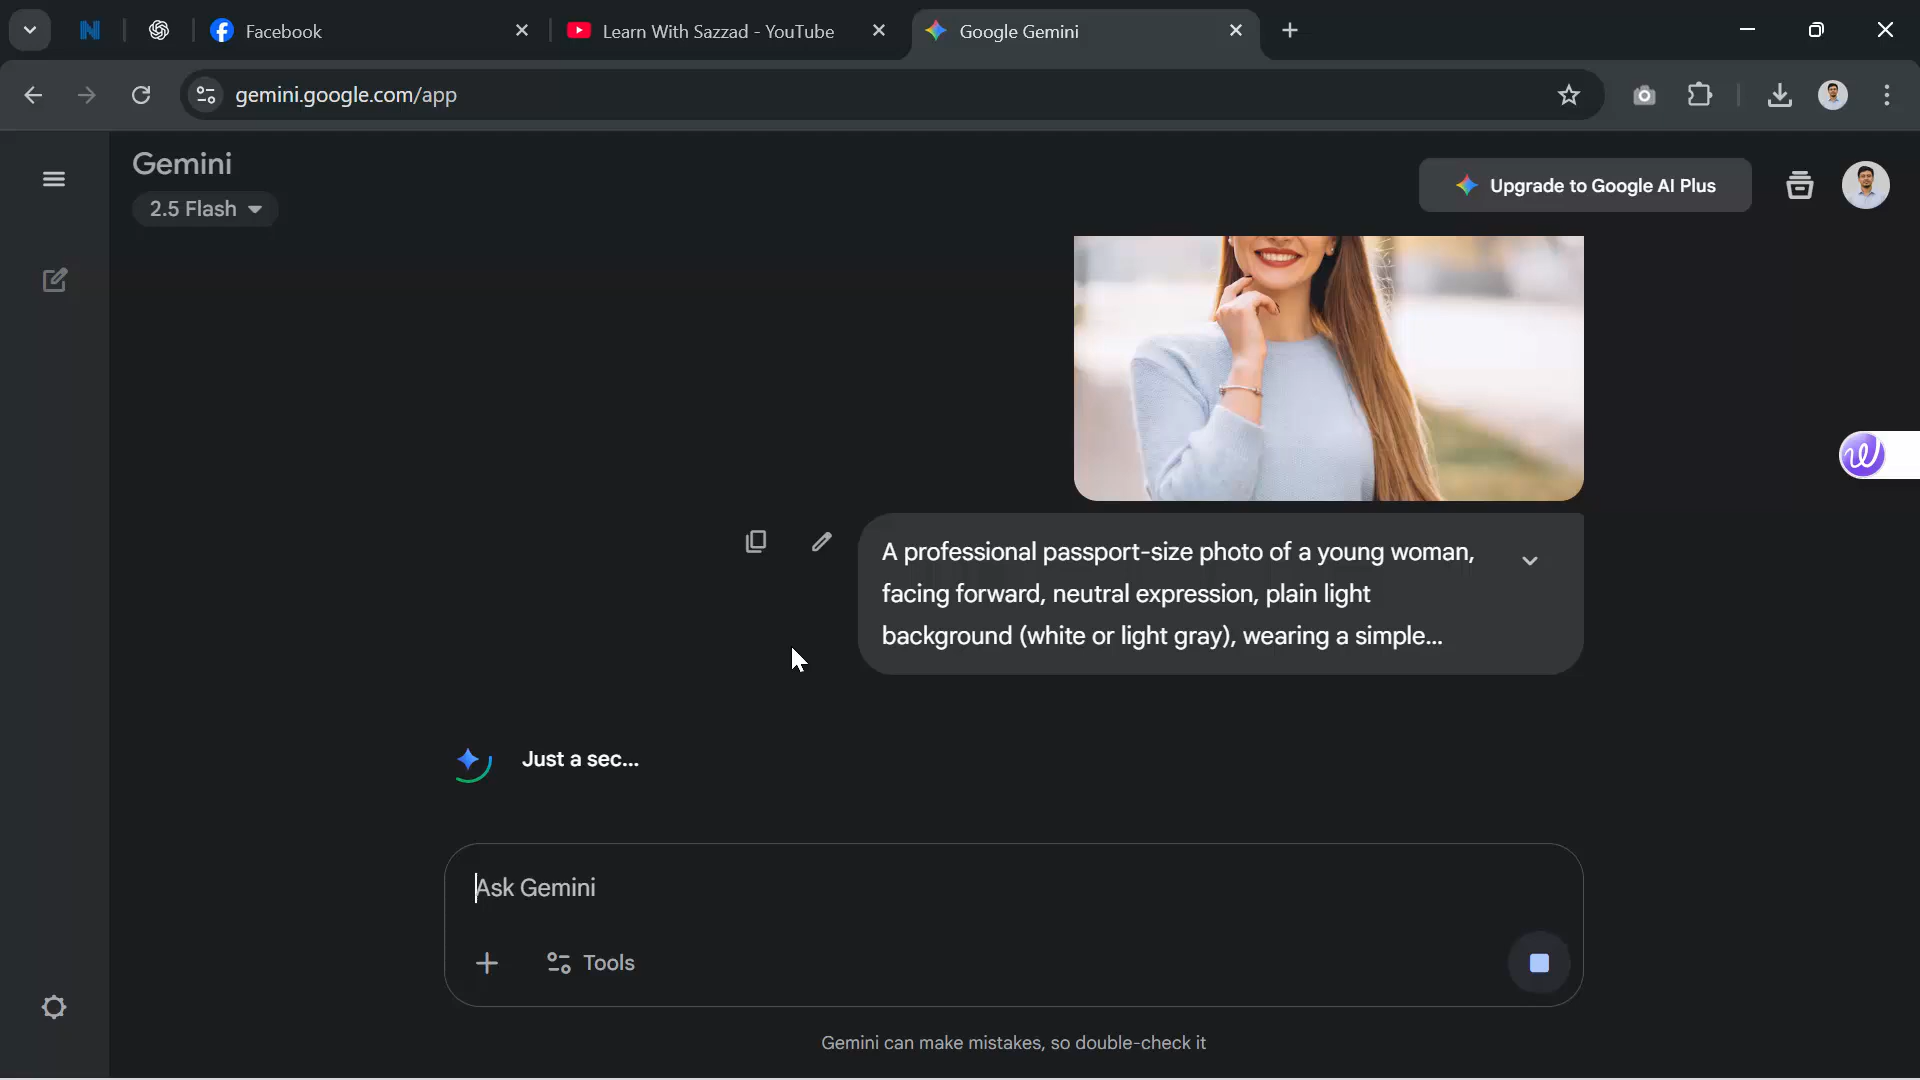 Facebook
Learn With Sazzad - YouTube
Google Gemini
gemini.google.com/app
Gemini
2.5 Flash
Upgrade to Google AI Plus
A professional passport-size photo of a young woman,
facing forward, neutral expression, plain light
background (white or light gray), wearing a simple...
Just a sec...
Ask Gemini
Tools
Gemini can make mistakes, so double-check it